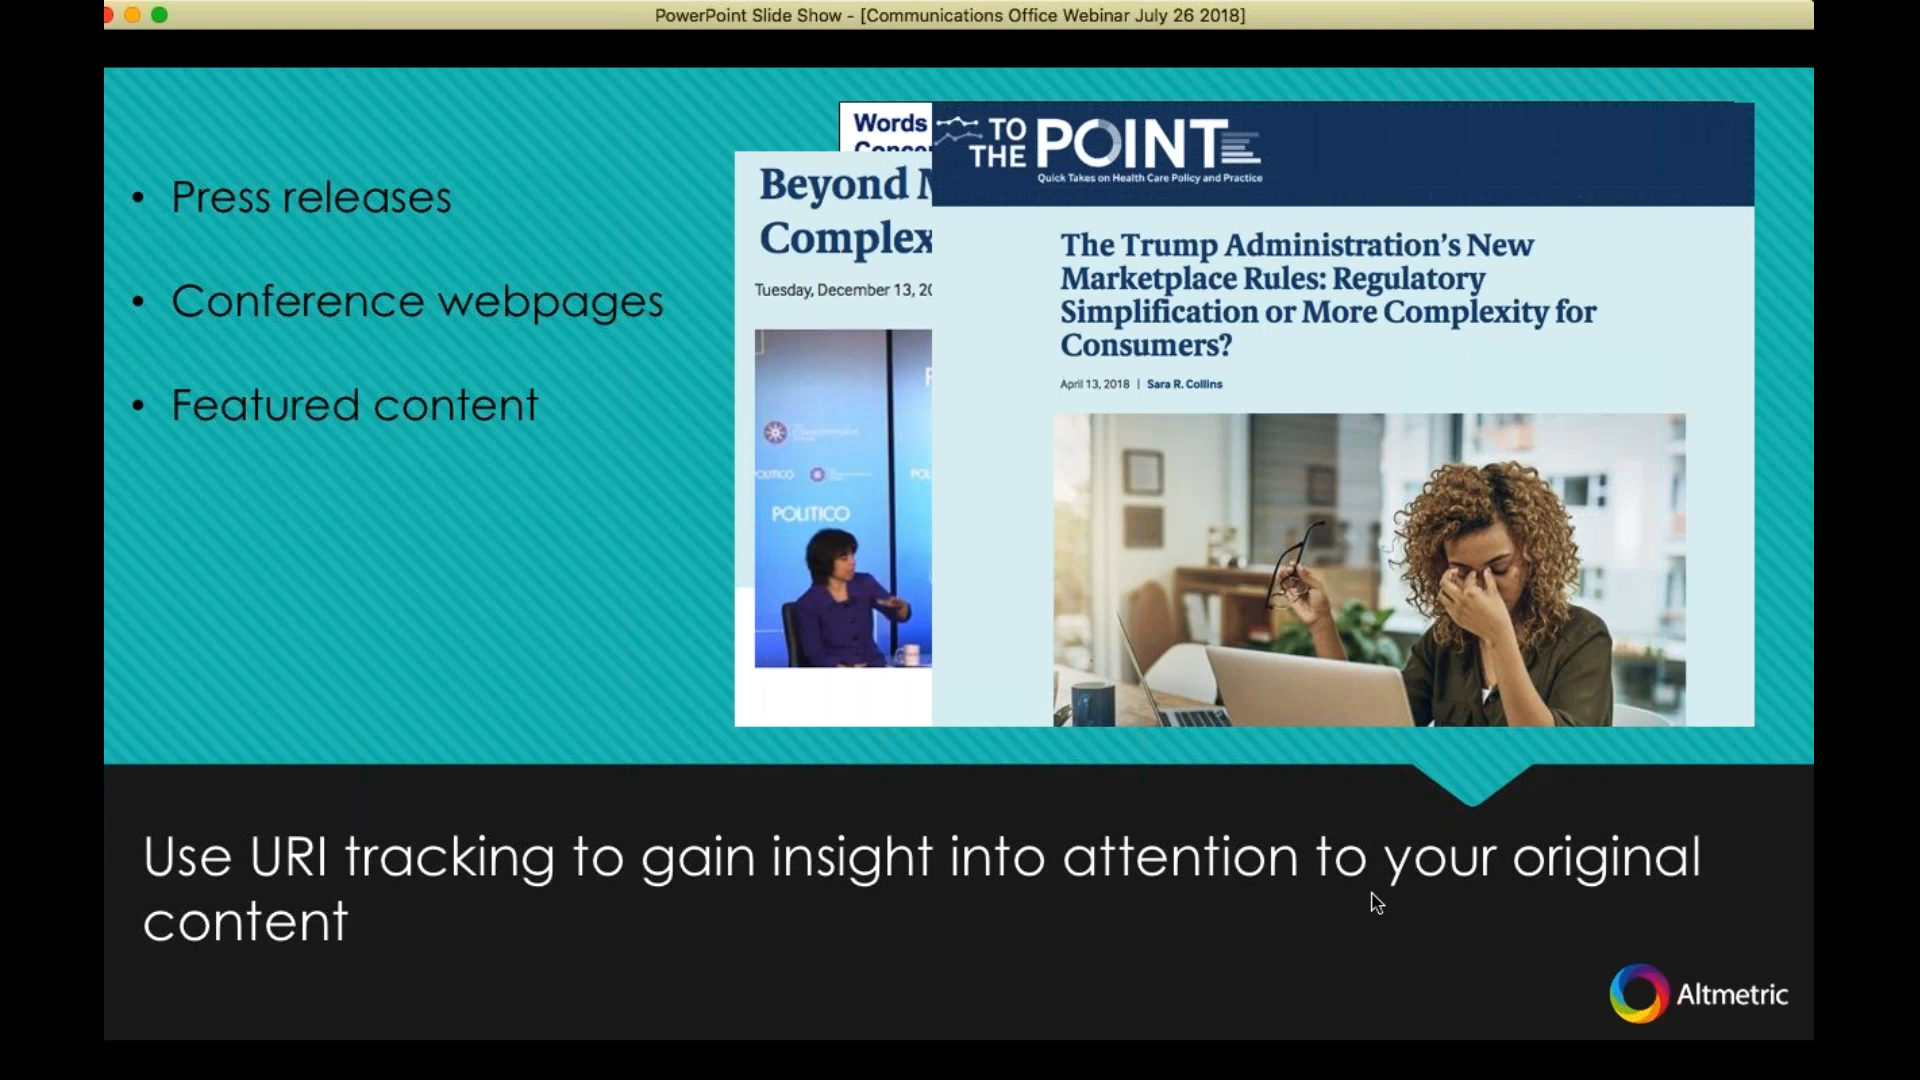 PowerPoint Slide Show - [Communications Office Webinar July 26 2018]
• Press releases
• Conference webpages
• Featured content
Words
Beyond
Complex
Tuesday, December 13, 20
POLITICO
POLITICO
TO THE POINT
Quick Takes on Health Care Policy and Practice
The Trump Administration's New
Marketplace Rules: Regulatory
Simplification or More Complexity for
Consumers?
April 13, 2018 | Sara R. Collins
Use URI tracking to gain insight into attention to your original
content
Altmetric